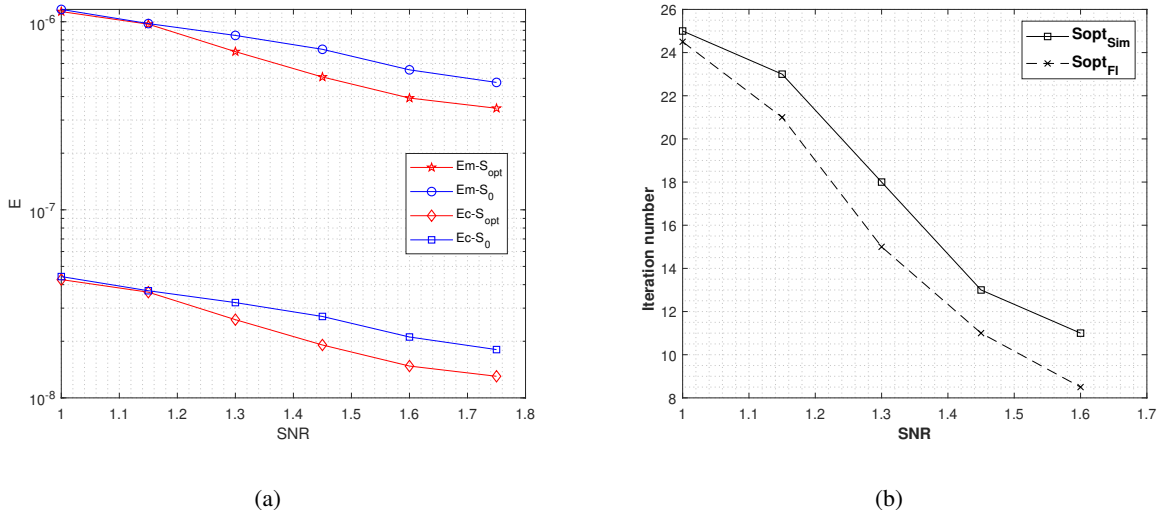 10^-6
10^-7
10^-8
E
1
1.1
1.2
1.3
1.4
1.5
1.6
1.7
1.8
SNR
Em-S_opt
Em-S_0
Ec-S_opt
Ec-S_0
(a)
26
24
22
20
18
16
14
12
10
8
Iteration number
1
1.1
1.2
1.3
1.4
1.5
1.6
1.7
SNR
Sopt_Sim
Sopt_FI
(b)